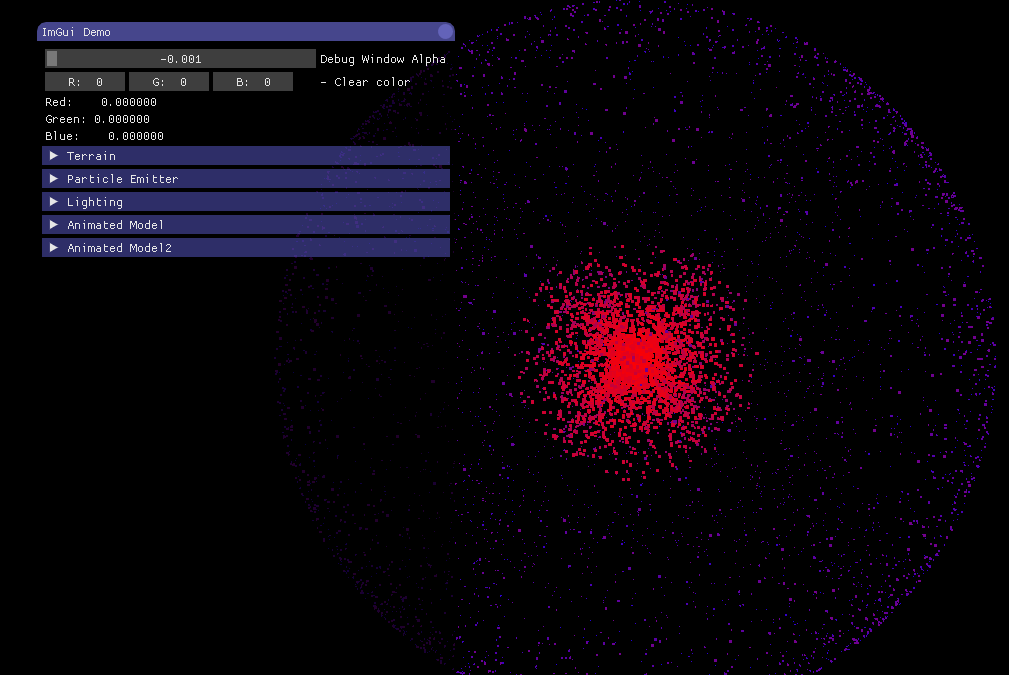 ImGui Demo
-0.001 Debug Window Alpha
R: 0 G: 0 B: 0 - Clear color
Red: 0.000000
Green: 0.000000
Blue: 0.000000
Terrain
Particle Emitter
Lighting
Animated Model
Animated Model2